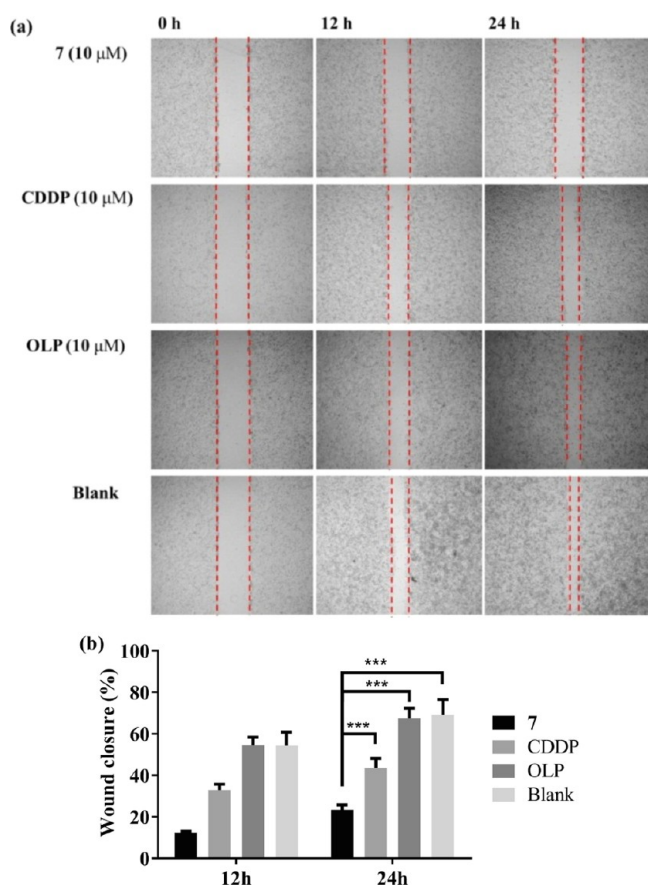 (a)
0 h 12 h 24 h
7 (10 μM)
CDDP (10 μM)
OLP (10 μM)
Blank
(b)
Wound closure (%)
100
80
60
40
20
0
***
***
***
12h 24h
7
CDDP
OLP
Blank